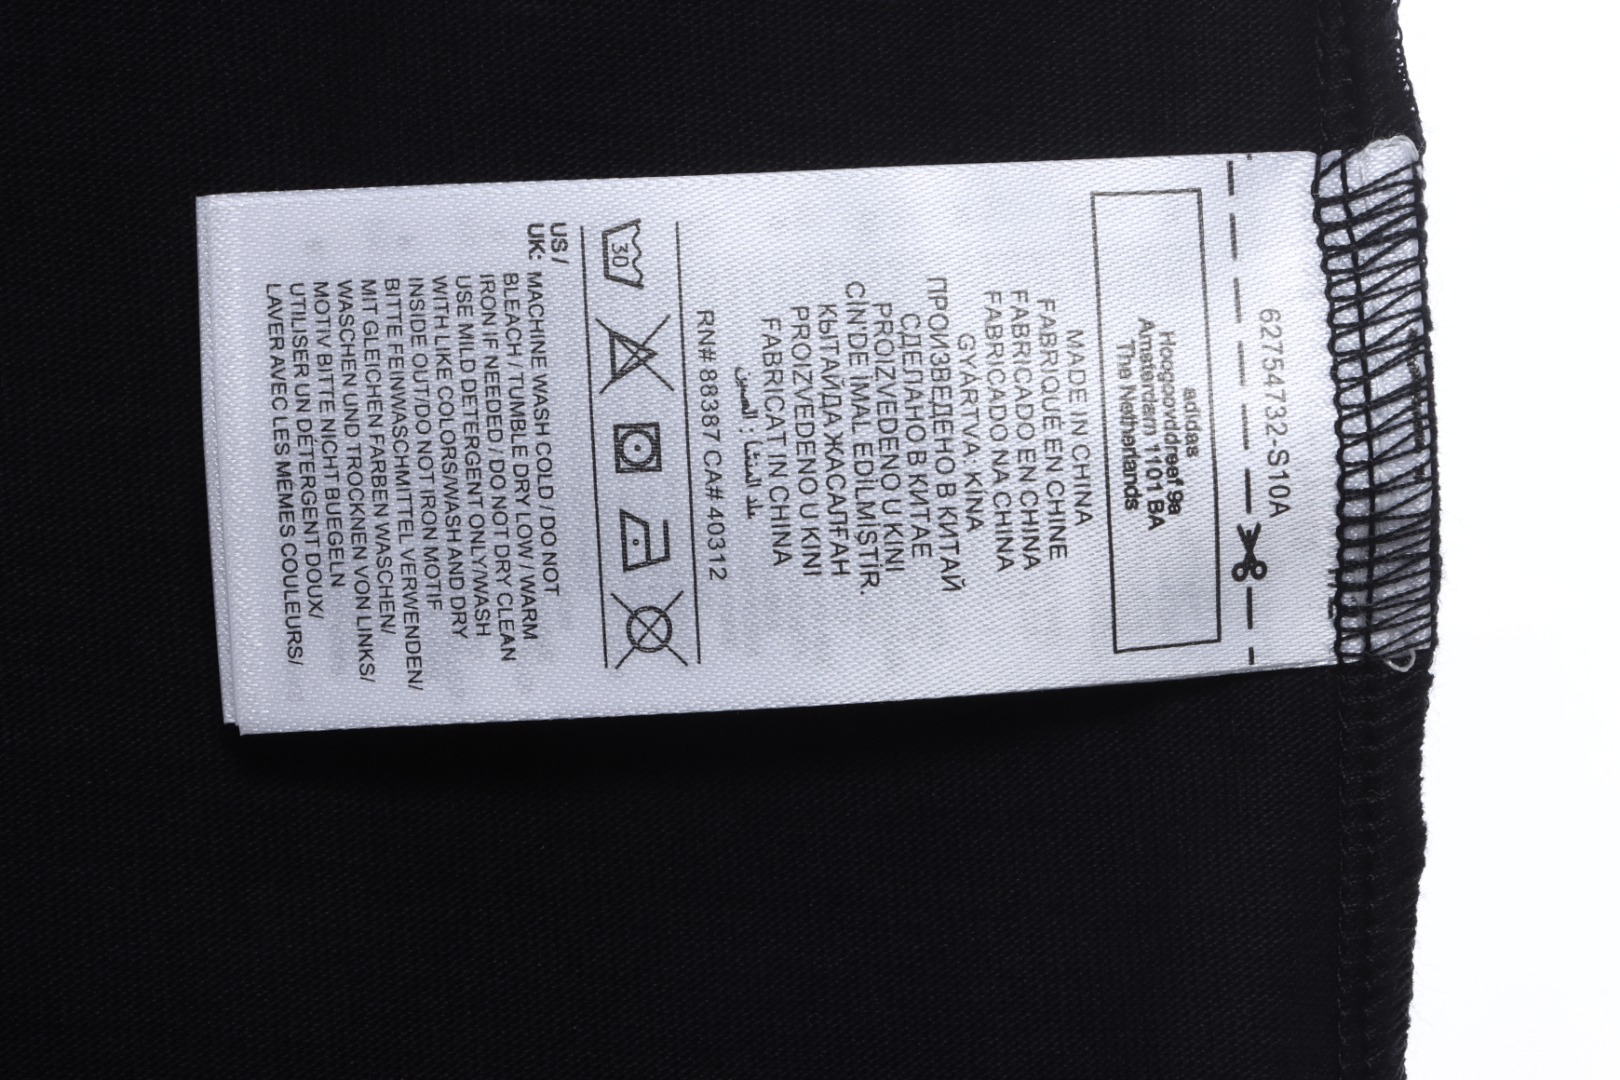 62754732-S10A
adidas
Hoogoovddreef 9a
Amsterdam 1101 BA
The Netherlands
MADE IN CHINA
FABRIQUÉ EN CHINE
FABRICADO EN CHINA
FABRICADO NA CHINA
GYÁRTVA. KÍNA
ПРОИЗВЕДЕНО В КИТАЙ
СДЕЛАНО В КИТАЕ
PROIZVEDENO U KINI.
ÇİN'DE İMAL EDİLMİŞTİR.
КЫТАЙДА ЖАСАЛҒАН
PROIZVEDENO U KINI
FABRICAT IN CHINA
بلد المنشأ : الصين
RN# 88387 CA# 40312
30
US /
UK: MACHINE WASH COLD / DO NOT
BLEACH / TUMBLE DRY LOW / WARM
IRON IF NEEDED / DO NOT DRY CLEAN
USE MILD DETERGENT ONLY/WASH
WITH LIKE COLORS/WASH AND DRY
INSIDE OUT/DO NOT IRON MOTIF
BITTE FEINWASCHMITTEL VERWENDEN/
MIT GLEICHEN FARBEN WASCHEN/
WASCHEN UND TROCKNEN VON LINKS/
MOTIV BITTE NICHT BUEGELN
UTILISER UN DÉTERGENT DOUX/
LAVER AVEC LES MEMES COULEURS/